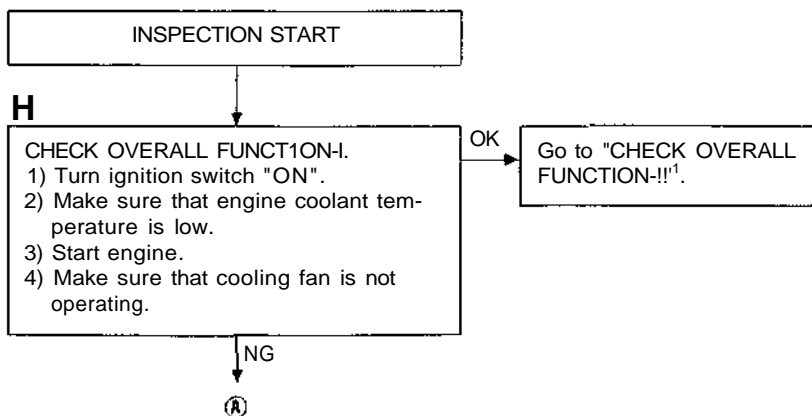 INSPECTION START
H
CHECK OVERALL FUNCT1ON-I.
1) Turn ignition switch "ON".
2) Make sure that engine coolant tem-
perature is low.
3) Start engine.
4) Make sure that cooling fan is not
operating.
OK
Go to "CHECK OVERALL
FUNCTION-!!'¹.
NG
Ⓐ